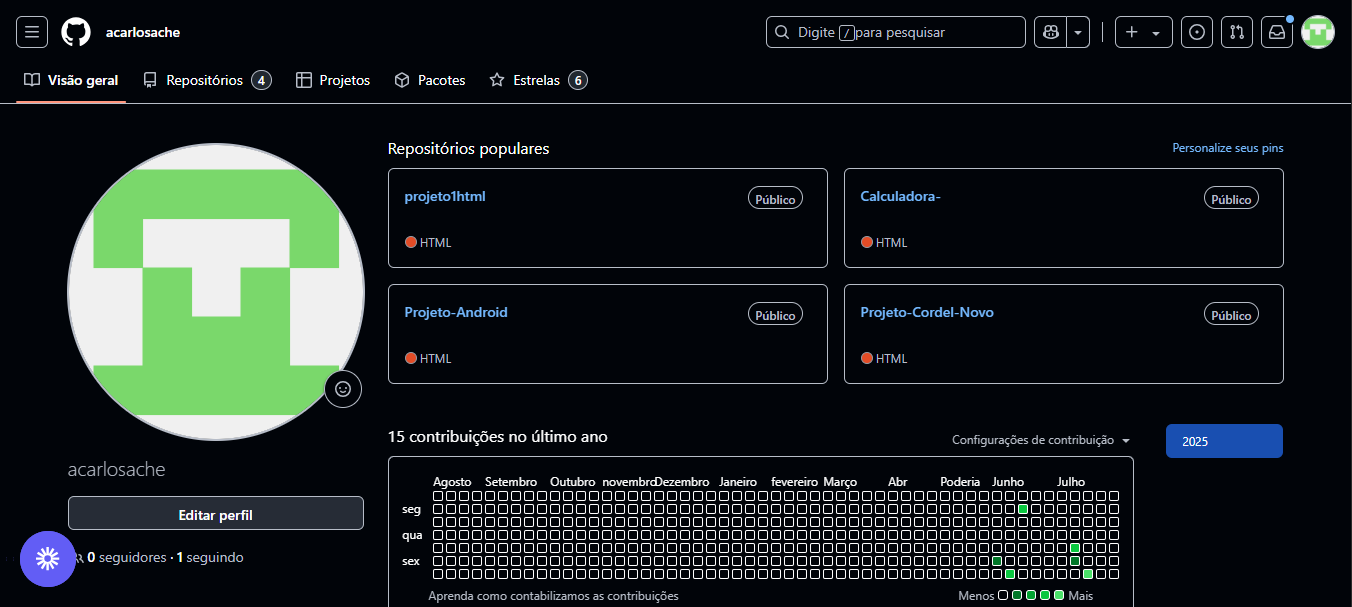 acarlosache
Digite / para pesquisar
Visão geral
Repositórios 4
Projetos
Pacotes
Estrelas 6
Repositórios populares
Personalize seus pins
projeto1html
Público
HTML
Calculadora-
Público
HTML
Projeto-Android
Público
HTML
Projeto-Cordel-Novo
Público
HTML
acarlosache
Editar perfil
0 seguidores · 1 seguindo
15 contribuições no último ano
Configurações de contribuição
2025
Agosto Setembro Outubro novembro Dezembro Janeiro fevereiro Março Abr Poderia Junho Julho
seg
qua
sex
Aprenda como contabilizamos as contribuições
Menos Mais